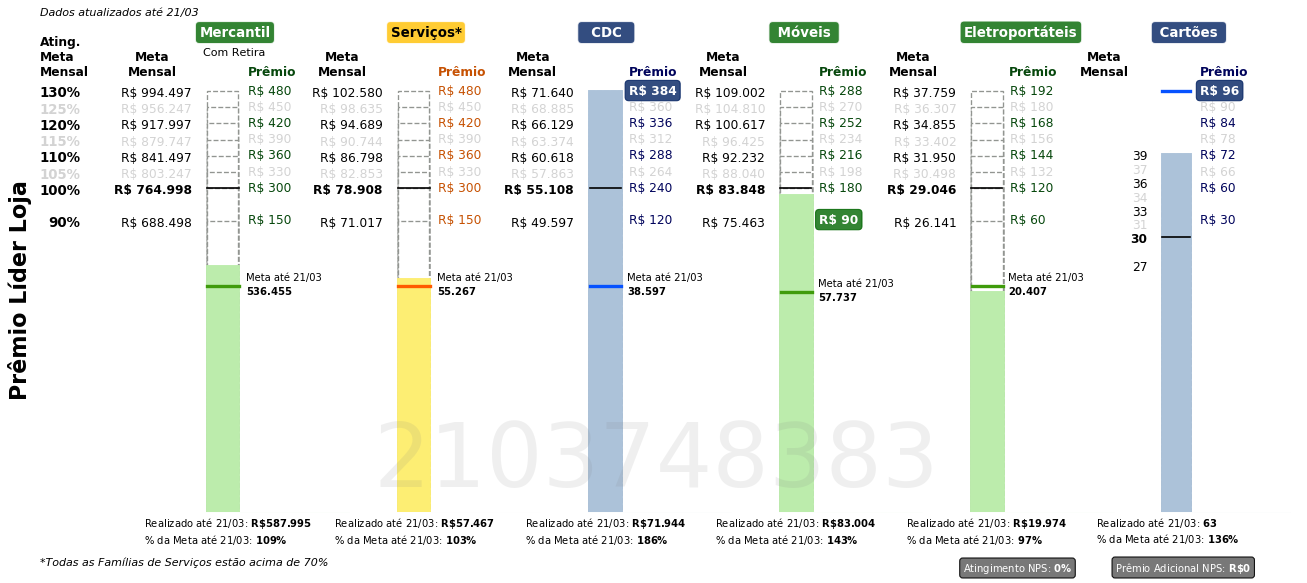 Dados atualizados até 21/03
Mercantil Serviços* CDC Móveis Eletroportáteis Cartões
Com Retira
Ating. Meta Mensal
Meta Mensal Prêmio Meta Mensal Prêmio Meta Mensal Prêmio Meta Mensal Prêmio Meta Mensal Prêmio Meta Mensal Prêmio
130% R$ 994.497 R$ 480 R$ 102.580 R$ 480 R$ 71.640 R$ 384 R$ 109.002 R$ 288 R$ 37.759 R$ 192 R$ 96
125% R$ 956.247 R$ 450 R$ 98.635 R$ 450 R$ 68.885 R$ 360 R$ 104.810 R$ 270 R$ 36.307 R$ 180 R$ 90
120% R$ 917.997 R$ 420 R$ 94.689 R$ 420 R$ 66.129 R$ 336 R$ 100.617 R$ 252 R$ 34.855 R$ 168 R$ 84
115% R$ 879.747 R$ 390 R$ 90.744 R$ 390 R$ 63.374 R$ 312 R$ 96.425 R$ 234 R$ 33.402 R$ 156 R$ 78
110% R$ 841.497 R$ 360 R$ 86.798 R$ 360 R$ 60.618 R$ 288 R$ 92.232 R$ 216 R$ 31.950 R$ 144 39 R$ 72
105% R$ 803.247 R$ 330 R$ 82.853 R$ 330 R$ 57.863 R$ 264 R$ 88.040 R$ 198 R$ 30.498 R$ 132 37 R$ 66
100% R$ 764.998 R$ 300 R$ 78.908 R$ 300 R$ 55.108 R$ 240 R$ 83.848 R$ 180 R$ 29.046 R$ 120 36 R$ 60
34
33
90% R$ 688.498 R$ 150 R$ 71.017 R$ 150 R$ 49.597 R$ 120 R$ 75.463 R$ 90 R$ 26.141 R$ 60 31 R$ 30
30
27
Meta até 21/03 Meta até 21/03 Meta até 21/03 Meta até 21/03 Meta até 21/03
536.455 55.267 38.597 57.737 20.407
Prêmio Líder Loja
2103748383
Realizado até 21/03: R$587.995 Realizado até 21/03: R$57.467 Realizado até 21/03: R$71.944 Realizado até 21/03: R$83.004 Realizado até 21/03: R$19.974 Realizado até 21/03: 63
% da Meta até 21/03: 109% % da Meta até 21/03: 103% % da Meta até 21/03: 186% % da Meta até 21/03: 143% % da Meta até 21/03: 97% % da Meta até 21/03: 136%
*Todas as Famílias de Serviços estão acima de 70% Atingimento NPS: 0% Prêmio Adicional NPS: R$0